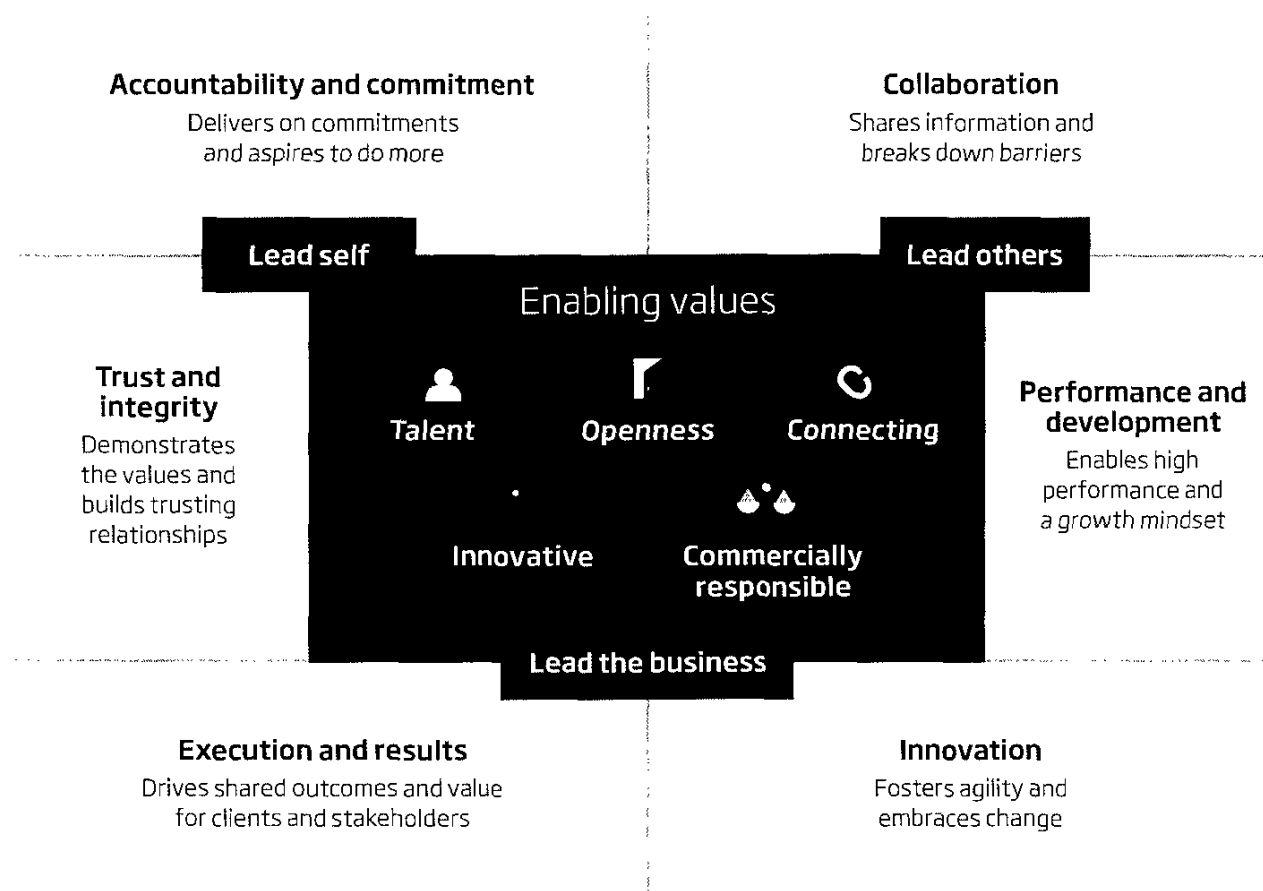 Accountability and commitment
Delivers on commitments
and aspires to do more
Collaboration
Shares information and
breaks down barriers
Lead self
Lead others
Enabling values
Trust and
integrity
Demonstrates
the values and
builds trusting
relationships
Talent
Openness
Connecting
Innovative
Commercially
responsible
Performance and
development
Enables high
performance and
a growth mindset
Lead the business
Execution and results
Drives shared outcomes and value
for clients and stakeholders
Innovation
Fosters agility and
embraces change